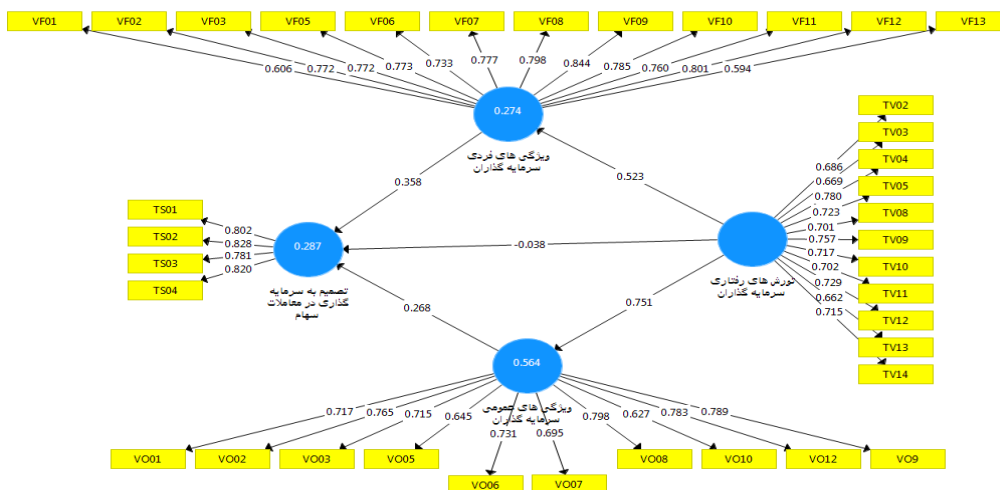 VF01 VF02 VF03 VF05 VF06 VF07 VF08 VF09 VF10 VF11 VF12 VF13
0.606 0.772 0.772 0.773 0.733 0.777 0.798 0.844 0.785 0.760 0.801 0.594
0.274
ویژگی های فردی
سرمایه گذاران
0.358
0.523
TV02
TV03
TV04
TV05
TV08
TV09
TV10
TV11
TV12
TV13
TV14
0.686
0.669
0.780
0.723
0.701
0.757
0.717
0.702
0.729
0.662
0.715
تورش های رفتاری
سرمایه گذاران
-0.038
TS01
TS02
TS03
TS04
0.802
0.828
0.781
0.820
0.287
تصمیم به سرمایه
گذاری در معاملات
سهام
0.268
0.751
0.564
ویژگی های عمومی
سرمایه گذاران
0.717 0.765 0.715 0.645 0.731 0.695 0.798 0.627 0.783 0.789
VO01 VO02 VO03 VO05 VO06 VO07 VO08 VO10 VO12 VO9